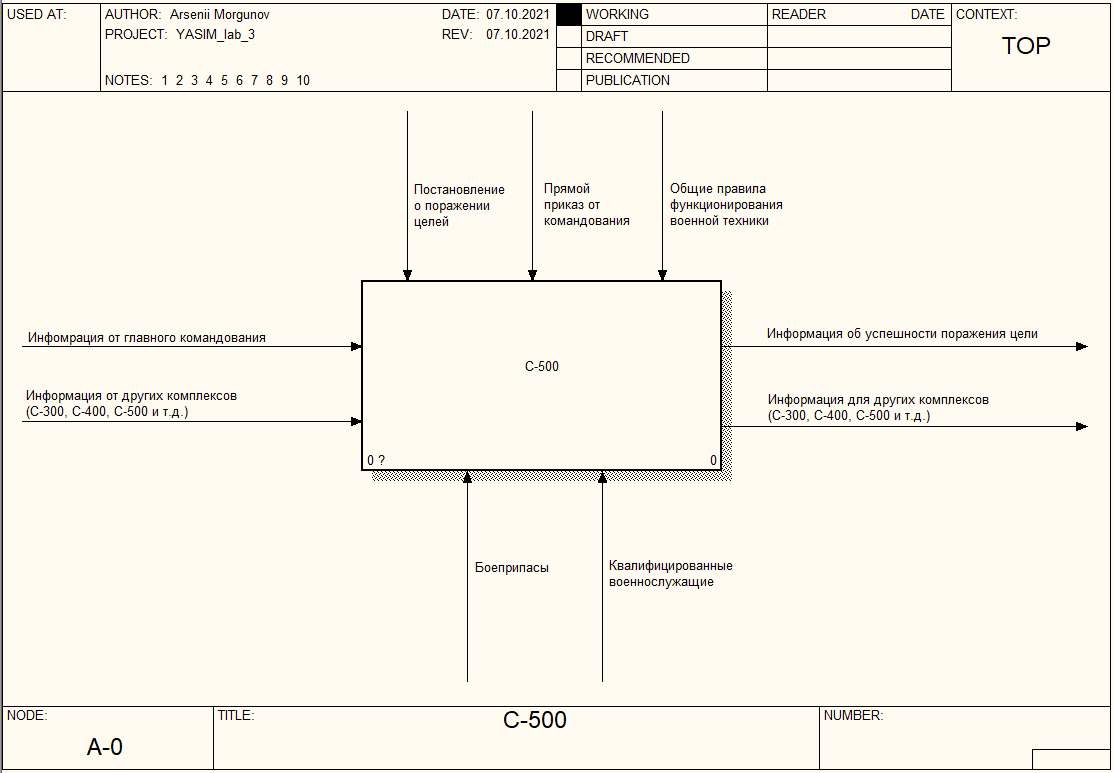 USED AT:
AUTHOR: Arsenii Morgunov
DATE: 07.10.2021
PROJECT: YASIM_lab_3
REV: 07.10.2021
NOTES: 1 2 3 4 5 6 7 8 9 10
WORKING
DRAFT
RECOMMENDED
PUBLICATION
READER DATE
CONTEXT:
TOP
Постановление
о поражении
целей
Прямой
приказ от
командования
Общие правила
функционирования
военной техники
Инфомрация от главного командования
Информация от других комплексов
(С-300, С-400, С-500 и т.д.)
С-500
0 ?
0
Информация об успешности поражения цели
Информация для других комплексов
(С-300, С-400, С-500 и т.д.)
Боеприпасы
Квалифицированные
военнослужащие
NODE:
A-0
TITLE:
С-500
NUMBER: